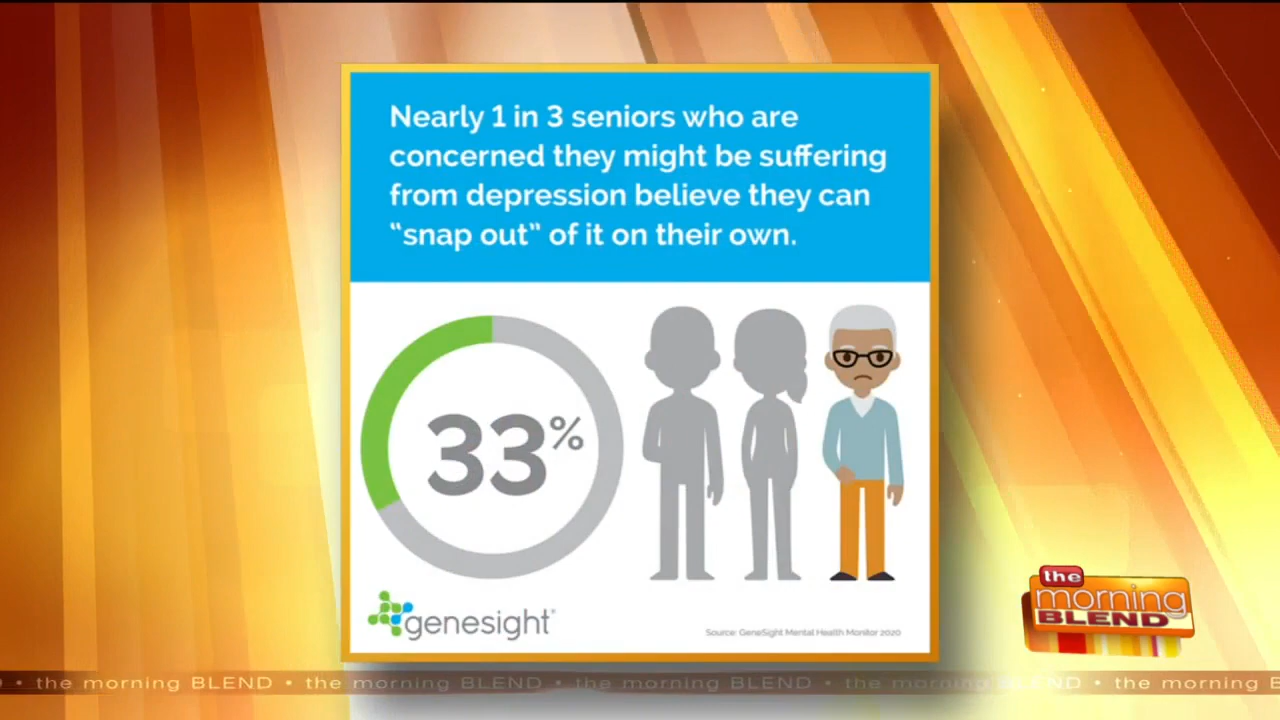 Nearly 1 in 3 seniors who are
concerned they might be suffering
from depression believe they can
“snap out” of it on their own.
33%
genesight®
Source: GeneSight Mental Health Monitor 2020
the
morning
BLEND
• the morning BLEND • the morning BLEND • the morning BLEND • the morning BLEND • the morning B